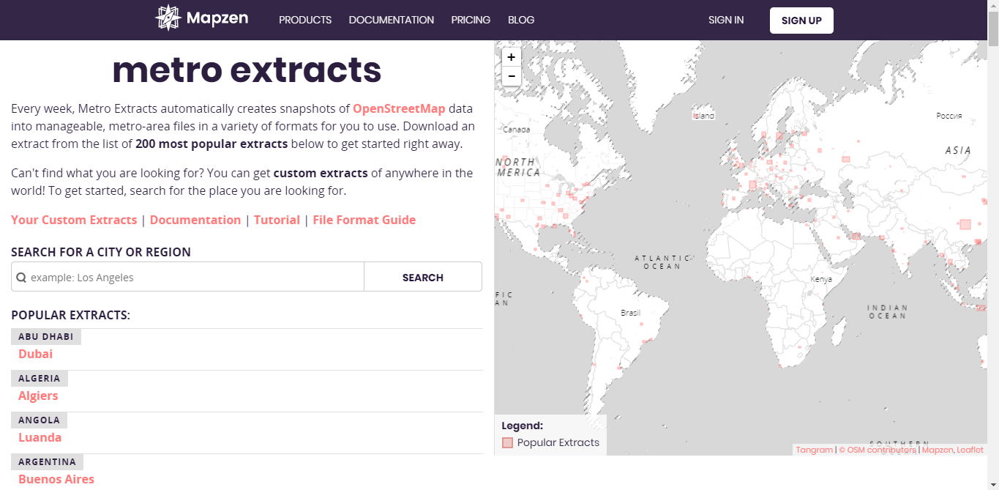 Mapzen
PRODUCTS
DOCUMENTATION
PRICING
BLOG
SIGN IN
SIGN UP
metro extracts
Every week, Metro Extracts automatically creates snapshots of OpenStreetMap data
into manageable, metro-area files in a variety of formats for you to use. Download an
extract from the list of 200 most popular extracts below to get started right away.
Can't find what you are looking for? You can get custom extracts of anywhere in the
world! To get started, search for the place you are looking for.
Your Custom Extracts | Documentation | Tutorial | File Format Guide
SEARCH FOR A CITY OR REGION
example: Los Angeles
SEARCH
POPULAR EXTRACTS:
ABU DHABI
Dubai
ALGERIA
Algiers
ANGOLA
Luanda
ARGENTINA
Buenos Aires
+
−
Island
Россия
Canada
NORTH
MERICA
ASIA
ATLANTIC
OCEAN
Kenya
FIC
AN
Brasil
INDIAN
OCEAN
Legend:
Popular Extracts
SOUTHERN
OCEAN
Tangram | © OSM contributors | Mapzen, Leaflet